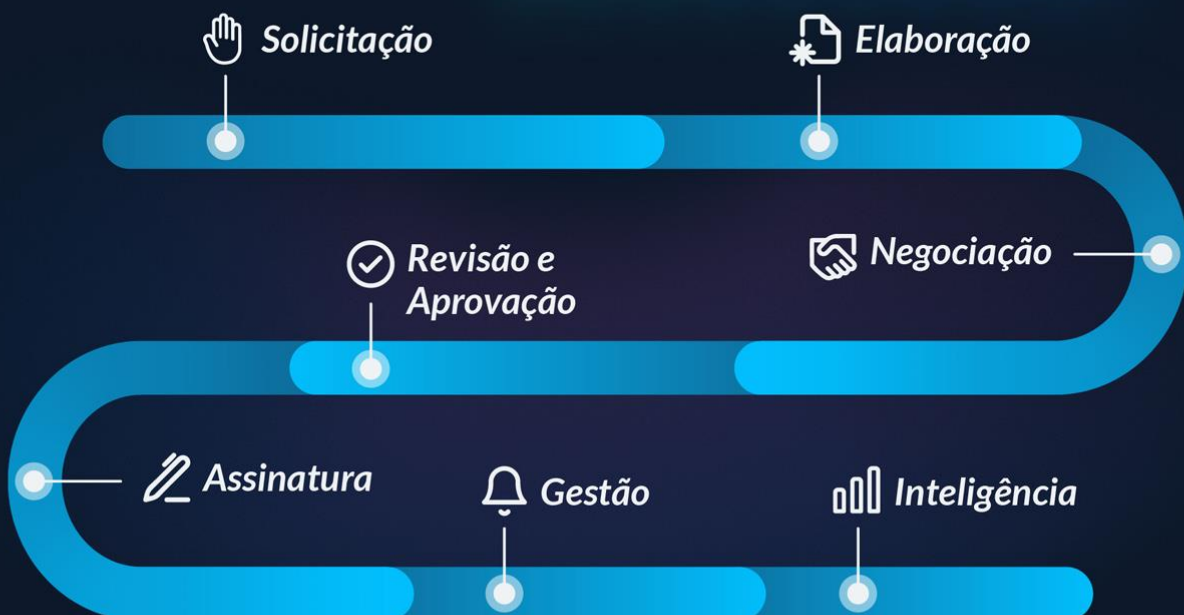 Solicitação
Elaboração
Negociação
Revisão e
Aprovação
Assinatura
Gestão
Inteligência